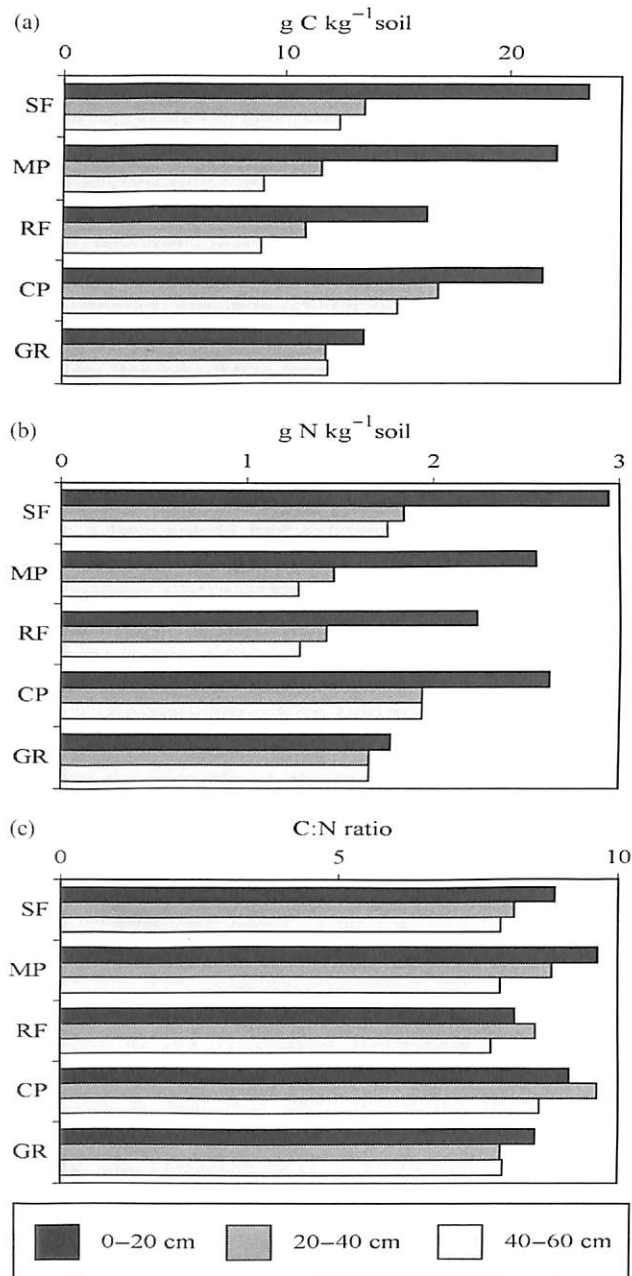 (a) g C kg⁻¹soil
0 10 20
SF
MP
RF
CP
GR
(b) g N kg⁻¹soil
0 1 2 3
SF
MP
RF
CP
GR
(c) C:N ratio
0 5 10
SF
MP
RF
CP
GR
0–20 cm 20–40 cm 40–60 cm